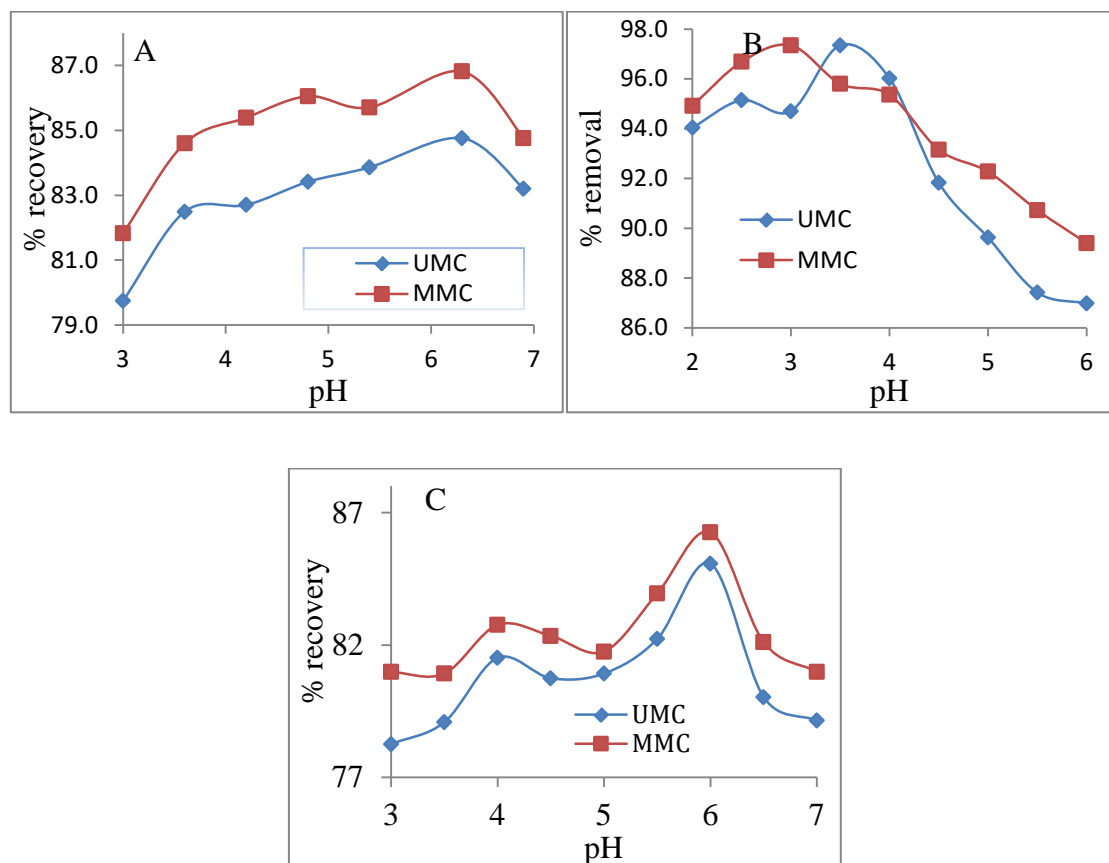 A
% recovery
87.0
85.0
83.0
81.0
79.0
UMC
MMC
3 4 5 6 7
pH
B
% removal
98.0
96.0
94.0
92.0
90.0
88.0
86.0
UMC
MMC
2 3 4 5 6
pH
C
% recovery
87
82
77
UMC
MMC
3 4 5 6 7
pH